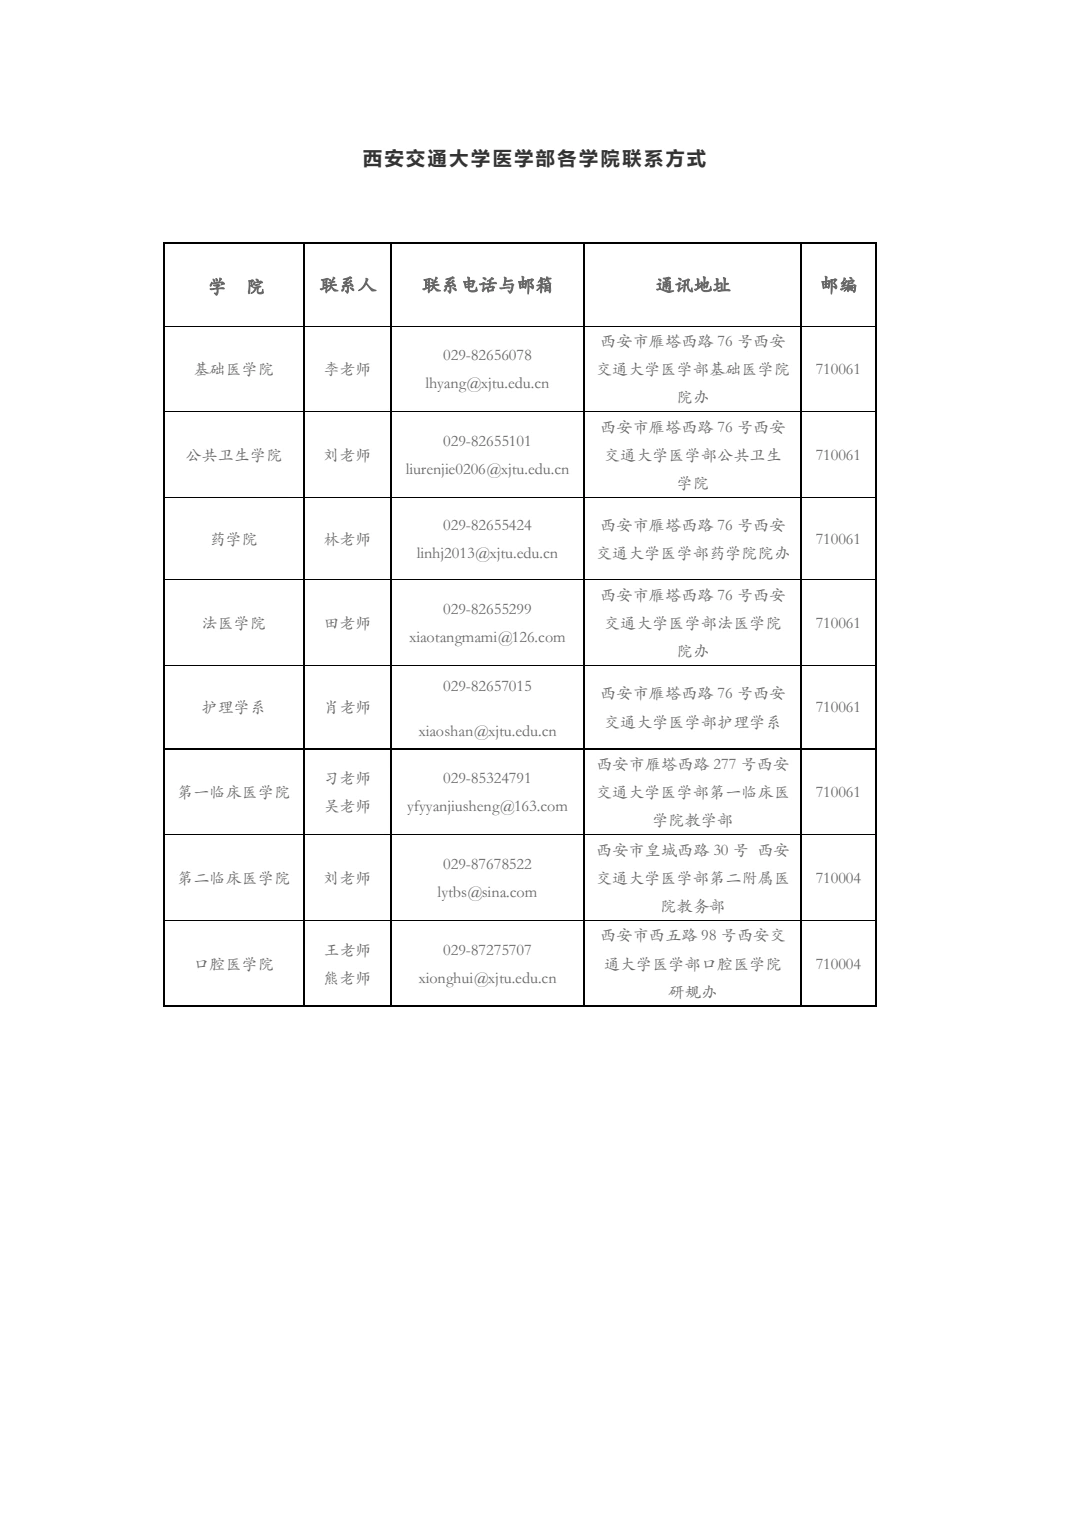 西安交通大学医学部各学院联系方式
学 院
联系人
联系电话与邮箱
通讯地址
邮编
基础医学院
李老师
029-82656078
lhyang@xjtu.edu.cn
西安市雁塔西路 76 号西安
交通大学医学部基础医学院
院办
710061
公共卫生学院
刘老师
029-82655101
liurenjie0206@xjtu.edu.cn
西安市雁塔西路 76 号西安
交通大学医学部公共卫生
学院
710061
药学院
林老师
029-82655424
linhj2013@xjtu.edu.cn
西安市雁塔西路 76 号西安
交通大学医学部药学院院办
710061
法医学院
田老师
029-82655299
xiaotangmami@126.com
西安市雁塔西路 76 号西安
交通大学医学部法医学院
院办
710061
护理学系
肖老师
029-82657015
xiaoshan@xjtu.edu.cn
西安市雁塔西路 76 号西安
交通大学医学部护理学系
710061
第一临床医学院
习老师
吴老师
029-85324791
yfyyanjiusheng@163.com
西安市雁塔西路 277 号西安
交通大学医学部第一临床医
学院教学部
710061
第二临床医学院
刘老师
029-87678522
lytbs@sina.com
西安市皇城西路 30 号 西安
交通大学医学部第二附属医
院教务部
710004
口腔医学院
王老师
熊老师
029-87275707
xionghui@xjtu.edu.cn
西安市西五路 98 号西安交
通大学医学部口腔医学院
研规办
710004